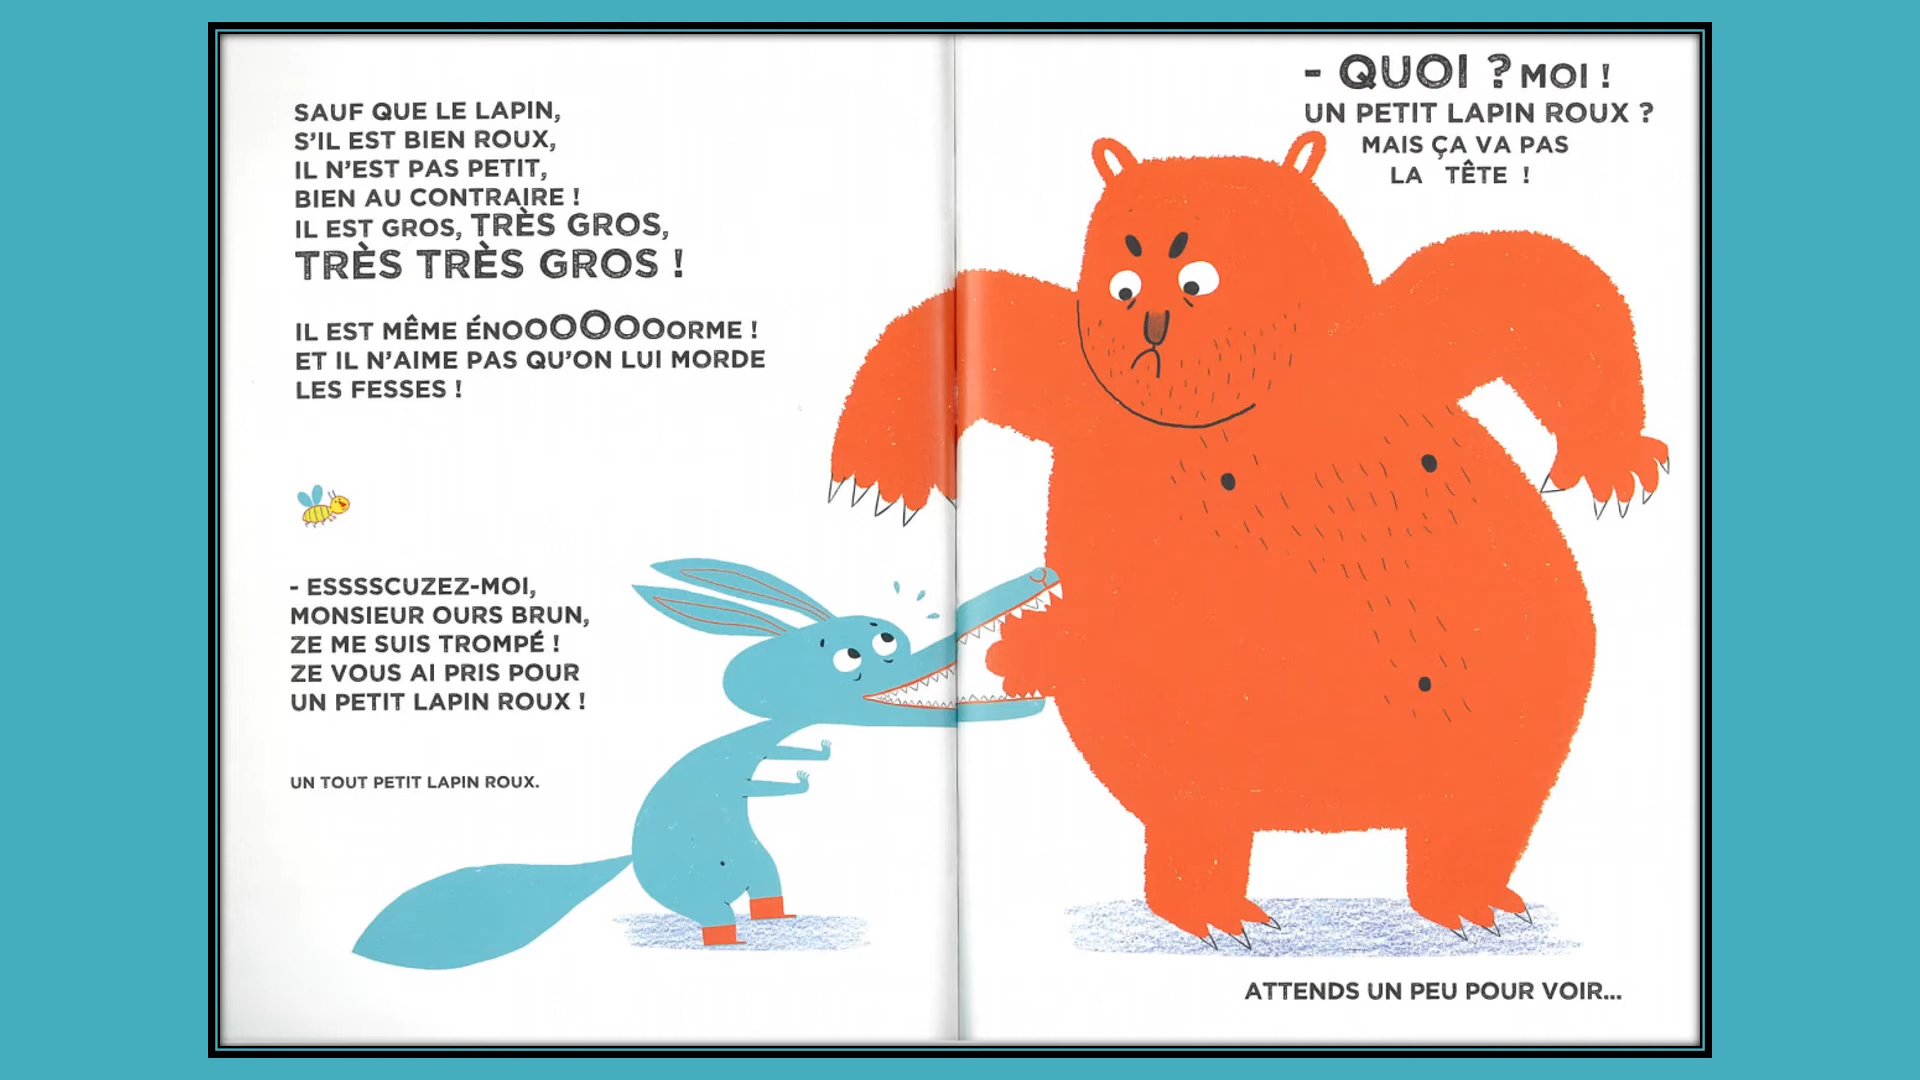 SAUF QUE LE LAPIN,
S'IL EST BIEN ROUX,
IL N'EST PAS PETIT,
BIEN AU CONTRAIRE !
IL EST GROS, TRÈS GROS,
TRÈS TRÈS GROS !
IL EST MÊME ÉNOOOOOOOORME !
ET IL N'AIME PAS QU'ON LUI MORDE
LES FESSES !
- ESSSSCUZEZ-MOI,
MONSIEUR OURS BRUN,
ZE ME SUIS TROMPÉ !
ZE VOUS AI PRIS POUR
UN PETIT LAPIN ROUX !
UN TOUT PETIT LAPIN ROUX.
- QUOI ? MOI !
UN PETIT LAPIN ROUX ?
MAIS ÇA VA PAS
LA TÊTE !
ATTENDS UN PEU POUR VOIR...